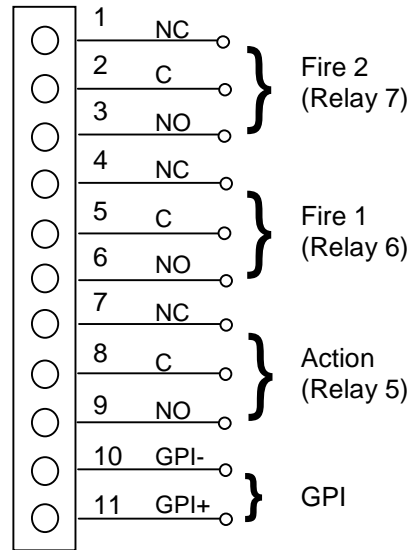 1 NC
2 C
3 NO
Fire 2
(Relay 7)
4 NC
5 C
6 NO
Fire 1
(Relay 6)
7 NC
8 C
9 NO
Action
(Relay 5)
10 GPI-
11 GPI+
GPI